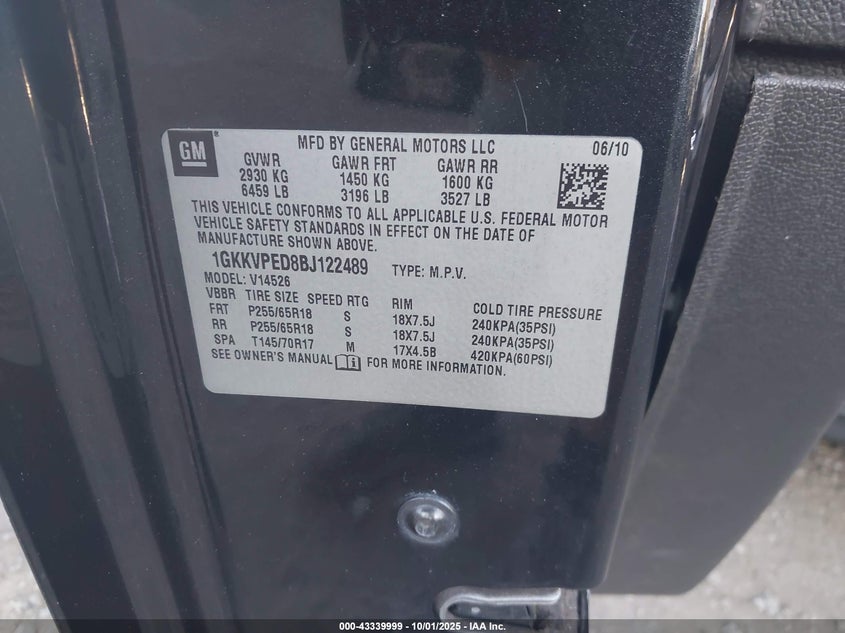 GM ®
MFD BY GENERAL MOTORS LLC 06/10
GVWR GAWR FRT GAWR RR
2930 KG 1450 KG 1600 KG
6459 LB 3196 LB 3527 LB
THIS VEHICLE CONFORMS TO ALL APPLICABLE U.S. FEDERAL MOTOR
VEHICLE SAFETY STANDARDS IN EFFECT ON THE DATE OF
MANUFACTURE SHOWN ABOVE.
1GKKVPED8BJ122489 TYPE: M.P.V.
MODEL: V14526
VBBR TIRE SIZE SPEED RTG RIM COLD TIRE PRESSURE
FRT P255/65R18 S 18X7.5J 240KPA(35PSI)
RR P255/65R18 S 18X7.5J 240KPA(35PSI)
SPA T145/70R17 M 17X4.5B 420KPA(60PSI)
SEE OWNER'S MANUAL FOR MORE INFORMATION.
000-43339999 - 10/01/2025 - IAA Inc.